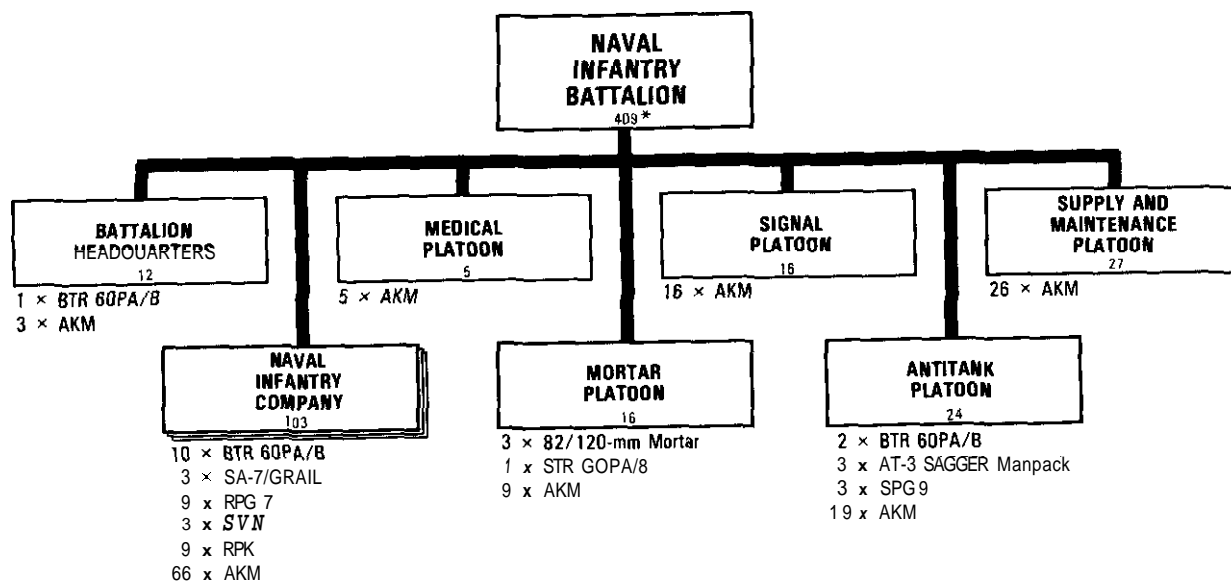 NAVAL
INFANTRY
BATTALION
409*
BATTALION
HEADOUARTERS
12
1 × BTR 60PA/B
3 × AKM
MEDICAL
PLATOON
5
5 × AKM
SIGNAL
PLATOON
16
16 × AKM
SUPPLY AND
MAINTENANCE
PLATOON
27
26 × AKM
NAVAL
INFANTRY
COMPANY
103
10 × BTR 60PA/B
3 × SA-7/GRAIL
9 x RPG 7
3 x SVN
9 x RPK
66 x AKM
MORTAR
PLATOON
16
3 × 82/120-mm Mortar
1 x STR GOPA/8
9 × AKM
ANTITANK
PLATOON
24
2 × BTR 60PA/B
3 x AT-3 SAGGER Manpack
3 x SPG9
19 x AKM